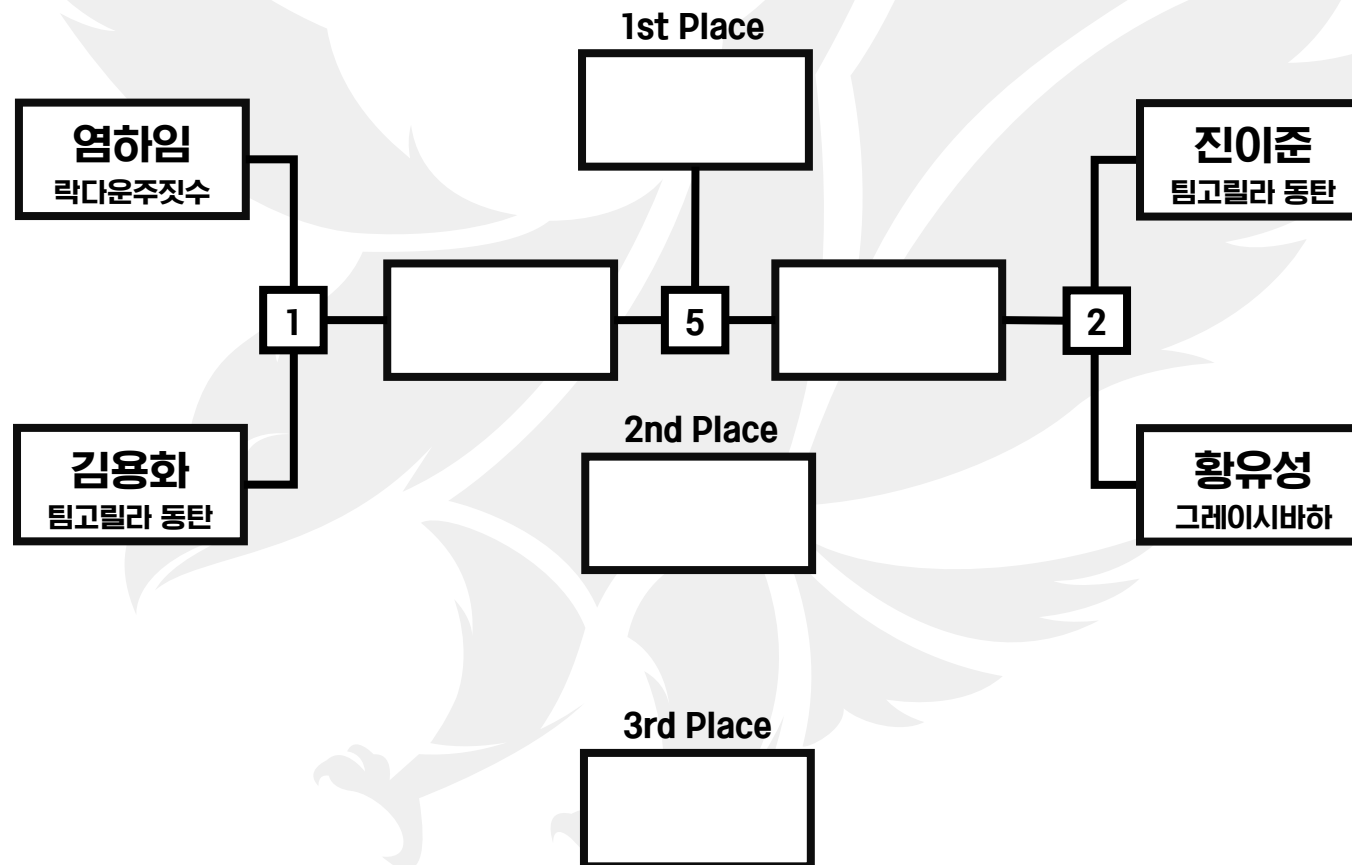 1st Place
염하임
락다운주짓수
진이준
팀고릴라 동탄
1
5
2
2nd Place
김용화
팀고릴라 동탄
황유성
그레이시바하
3rd Place